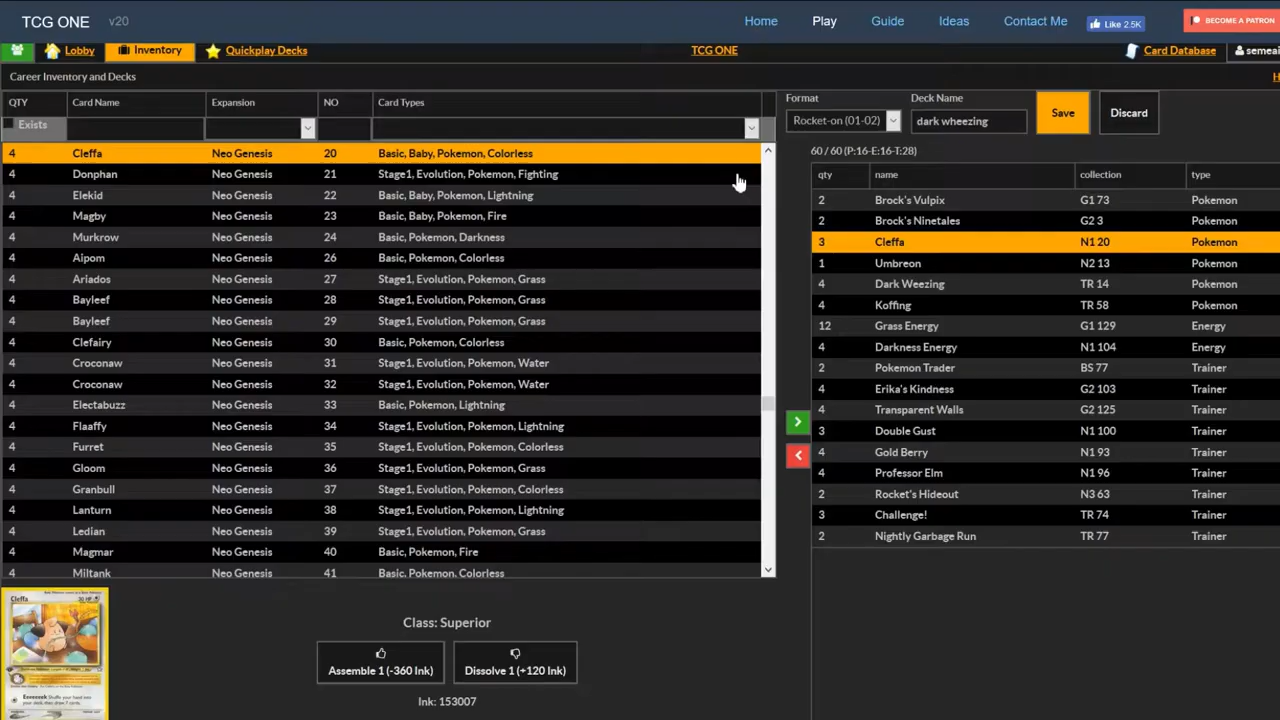 TCG ONE v20 Home Play Guide Ideas Contact Me Like 2.5K BECOME A PATRON
Lobby Inventory Quickplay Decks TCG ONE Card Database semeai
Career Inventory and Decks H
QTY Card Name Expansion NO Card Types
Exists
4 Cleffa Neo Genesis 20 Basic, Baby, Pokemon, Colorless
4 Donphan Neo Genesis 21 Stage1, Evolution, Pokemon, Fighting
4 Elekid Neo Genesis 22 Basic, Baby, Pokemon, Lightning
4 Magby Neo Genesis 23 Basic, Baby, Pokemon, Fire
4 Murkrow Neo Genesis 24 Basic, Pokemon, Darkness
4 Aipom Neo Genesis 26 Basic, Pokemon, Colorless
4 Ariados Neo Genesis 27 Stage1, Evolution, Pokemon, Grass
4 Bayleef Neo Genesis 28 Stage1, Evolution, Pokemon, Grass
4 Bayleef Neo Genesis 29 Stage1, Evolution, Pokemon, Grass
4 Clefairy Neo Genesis 30 Basic, Pokemon, Colorless
4 Croconaw Neo Genesis 31 Stage1, Evolution, Pokemon, Water
4 Croconaw Neo Genesis 32 Stage1, Evolution, Pokemon, Water
4 Electabuzz Neo Genesis 33 Basic, Pokemon, Lightning
4 Flaaffy Neo Genesis 34 Stage1, Evolution, Pokemon, Lightning
4 Furret Neo Genesis 35 Stage1, Evolution, Pokemon, Colorless
4 Gloom Neo Genesis 36 Stage1, Evolution, Pokemon, Grass
4 Granbull Neo Genesis 37 Stage1, Evolution, Pokemon, Colorless
4 Lanturn Neo Genesis 38 Stage1, Evolution, Pokemon, Lightning
4 Ledian Neo Genesis 39 Stage1, Evolution, Pokemon, Grass
4 Magmar Neo Genesis 40 Basic, Pokemon, Fire
4 Miltank Neo Genesis 41 Basic, Pokemon, Colorless
Format Deck Name
Rocket-on (01-02) dark wheezing Save Discard
60 / 60 (P:16-E:16-T:28)
qty name collection type
2 Brock's Vulpix G1 73 Pokemon
2 Brock's Ninetales G2 3 Pokemon
3 Cleffa N1 20 Pokemon
1 Umbreon N2 13 Pokemon
4 Dark Weezing TR 14 Pokemon
4 Koffing TR 58 Pokemon
12 Grass Energy G1 129 Energy
4 Darkness Energy N1 104 Energy
2 Pokemon Trader BS 77 Trainer
4 Erika's Kindness G2 103 Trainer
4 Transparent Walls G2 125 Trainer
3 Double Gust N1 100 Trainer
4 Gold Berry N1 93 Trainer
4 Professor Elm N1 96 Trainer
2 Rocket's Hideout N3 63 Trainer
3 Challenge! TR 74 Trainer
2 Nightly Garbage Run TR 77 Trainer
Cleffa
Class: Superior
Assemble 1 (-360 Ink) Dissolve 1 (+120 Ink)
Ink: 153007